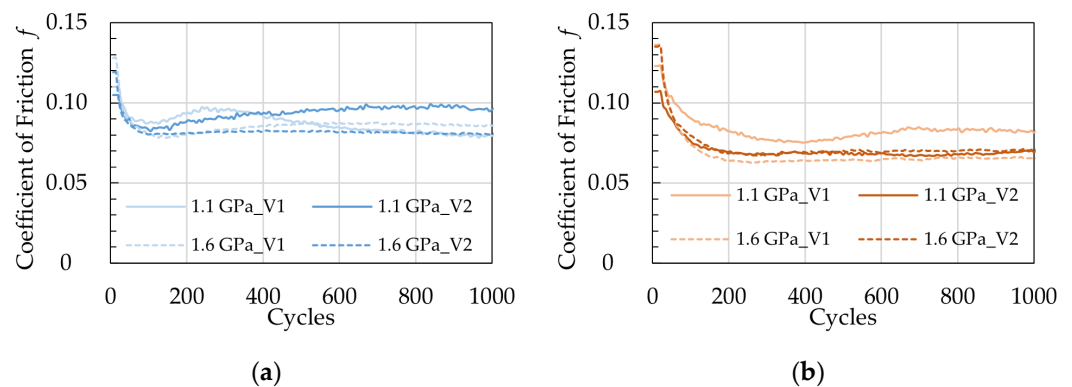 Coefficient of Friction f
0.15
0.10
0.05
0
1.1 GPa_V1
1.1 GPa_V2
1.6 GPa_V1
1.6 GPa_V2
0 200 400 600 800 1000
Cycles
(a)
Coefficient of Friction f
0.15
0.10
0.05
0
1.1 GPa_V1
1.1 GPa_V2
1.6 GPa_V1
1.6 GPa_V2
0 200 400 600 800 1000
Cycles
(b)